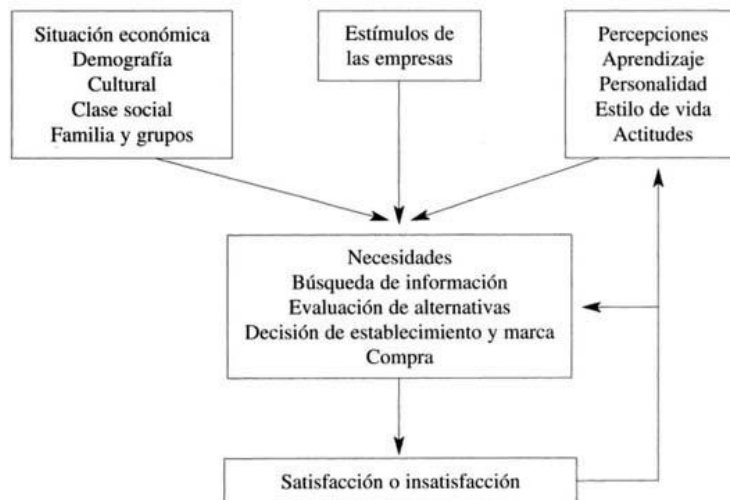 Situación económica
Demografía
Cultural
Clase social
Familia y grupos
Estímulos de
las empresas
Percepciones
Aprendizaje
Personalidad
Estilo de vida
Actitudes
Necesidades
Búsqueda de información
Evaluación de alternativas
Decisión de establecimiento y marca
Compra
Satisfacción o insatisfacción